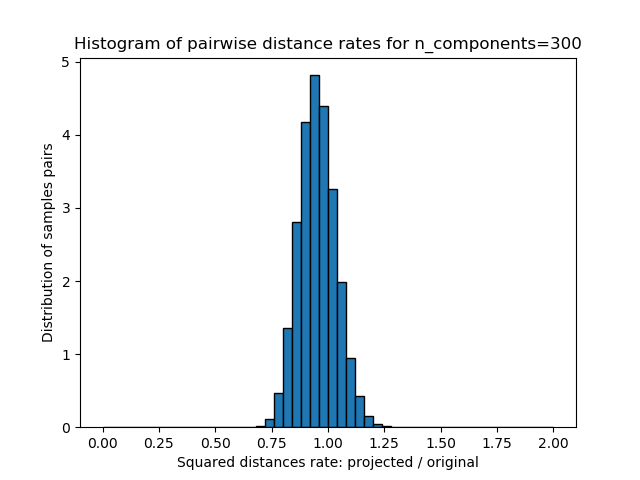 Histogram of pairwise distance rates for n_components=300
5
4
3
2
1
0
Distribution of samples pairs
0.00 0.25 0.50 0.75 1.00 1.25 1.50 1.75 2.00
Squared distances rate: projected / original